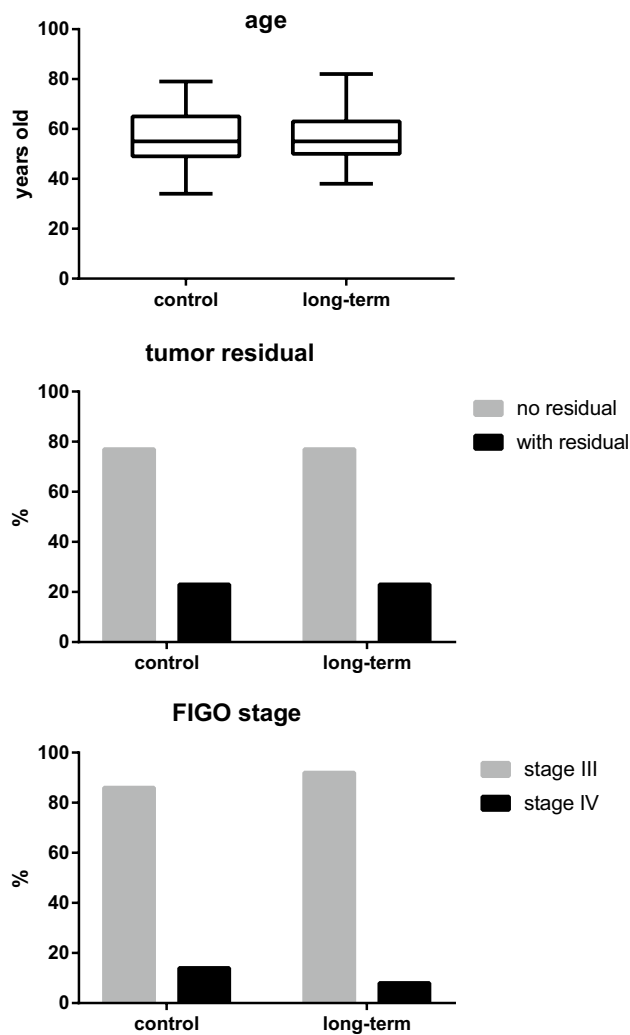 age
years old
100
80
60
40
20
0
control long-term
tumor residual
%
100
80
60
40
20
0
control long-term
no residual
with residual
FIGO stage
%
100
80
60
40
20
0
control long-term
stage III
stage IV